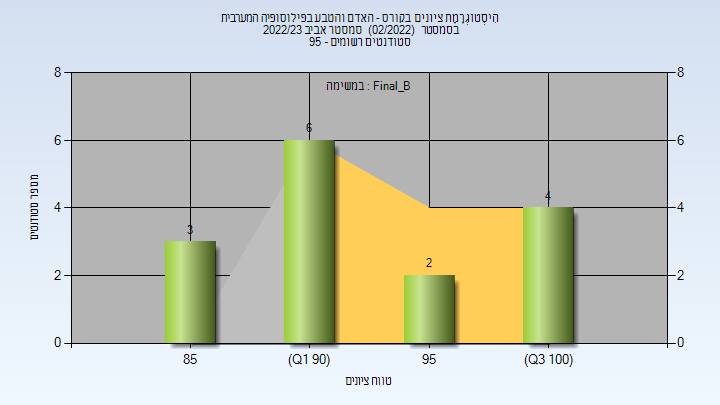 היסטוגרמת ציונים בקורס - האדם והטבע בפילוסופיה המערבית
בסמסטר (02/2022) סמסטר אביב 2022/23
סטודנטים רשומים - 95
במשימה : Final_B
מספר סטודנטים
8
6
4
2
0
8
6
4
2
0
3
6
2
4
85
(Q1 90)
95
(Q3 100)
טווח ציונים